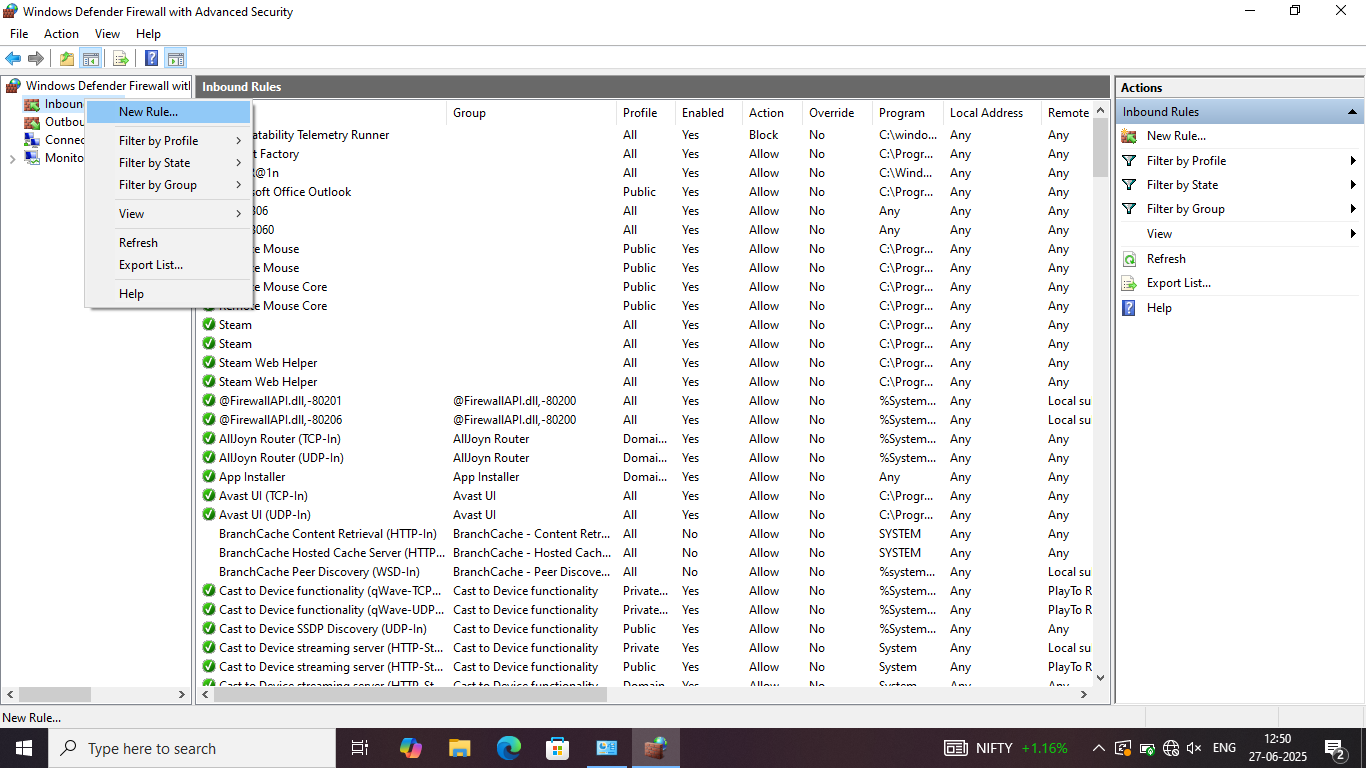 Windows Defender Firewall with Advanced Security
File Action View Help
Windows Defender Firewall with
Inbound Rules
Actions
Outbou
Connec
Monito
New Rule...
Filter by Profile
Filter by State
Filter by Group
View
Refresh
Export List...
Help
Group Profile Enabled Action Override Program Local Address Remote
atability Telemetry Runner All Yes Block No C:\windo... Any Any
t Factory All Yes Allow No C:\Progr... Any Any
@1n All Yes Allow No C:\Wind... Any Any
soft Office Outlook Public Yes Allow No C:\Progr... Any Any
306 All Yes Allow No Any Any Any
8060 All Yes Allow No Any Any Any
te Mouse Public Yes Allow No C:\Progr... Any Any
te Mouse Public Yes Allow No C:\Progr... Any Any
te Mouse Core Public Yes Allow No C:\Progr... Any Any
Remote Mouse Core Public Yes Allow No C:\Progr... Any Any
Steam All Yes Allow No C:\Progr... Any Any
Steam All Yes Allow No C:\Progr... Any Any
Steam Web Helper All Yes Allow No C:\Progr... Any Any
Steam Web Helper All Yes Allow No C:\Progr... Any Any
@FirewallAPI.dll,-80201 @FirewallAPI.dll,-80200 All Yes Allow No %System... Any Local su
@FirewallAPI.dll,-80206 @FirewallAPI.dll,-80200 All Yes Allow No %System... Any Local su
AllJoyn Router (TCP-In) AllJoyn Router Domai... Yes Allow No %System... Any Any
AllJoyn Router (UDP-In) AllJoyn Router Domai... Yes Allow No %System... Any Any
App Installer App Installer Domai... Yes Allow No Any Any Any
Avast UI (TCP-In) Avast UI All Yes Allow No C:\Progr... Any Any
Avast UI (UDP-In) Avast UI All Yes Allow No C:\Progr... Any Any
BranchCache Content Retrieval (HTTP-In) BranchCache - Content Retr... All No Allow No SYSTEM Any Any
BranchCache Hosted Cache Server (HTTP... BranchCache - Hosted Cach... All No Allow No SYSTEM Any Any
BranchCache Peer Discovery (WSD-In) BranchCache - Peer Discove... All No Allow No %system... Any Local su
Cast to Device functionality (qWave-TCP... Cast to Device functionality Private... Yes Allow No %System... Any PlayTo R
Cast to Device functionality (qWave-UDP... Cast to Device functionality Private... Yes Allow No %System... Any PlayTo R
Cast to Device SSDP Discovery (UDP-In) Cast to Device functionality Public Yes Allow No %System... Any Any
Cast to Device streaming server (HTTP-St... Cast to Device functionality Private Yes Allow No System Any Local su
Cast to Device streaming server (HTTP-St... Cast to Device functionality Public Yes Allow No System Any PlayTo R
Cast to Device streaming server (HTTP-St... Cast to Device functionality Domain Yes Allow No System Any Any
Inbound Rules
New Rule...
Filter by Profile
Filter by State
Filter by Group
View
Refresh
Export List...
Help
New Rule...
Type here to search
NIFTY +1.16%
ENG
12:50
27-06-2025
2